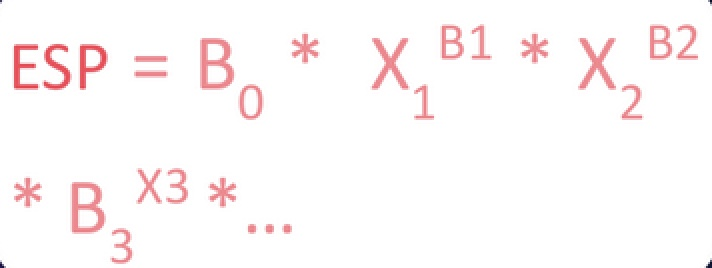 ESP = B₀ * X₁ᴮ¹ * X₂ᴮ²
* B₃ˣ³ *...